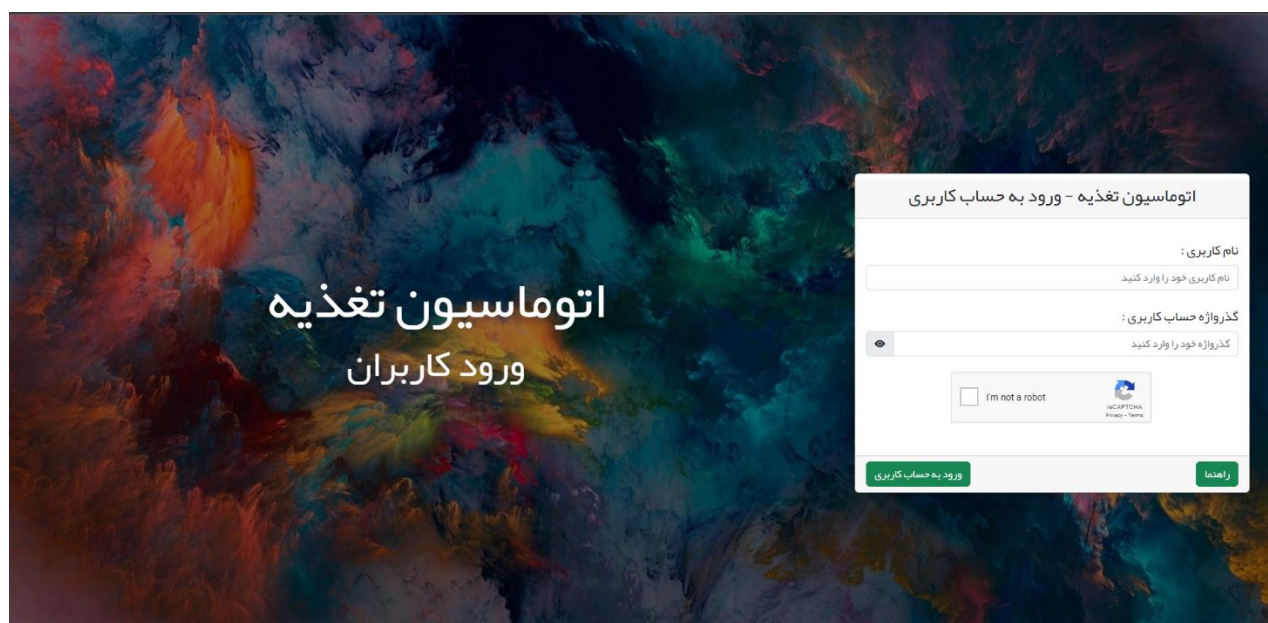 اتوماسیون تغذیه - ورود به حساب کاربری
نام کاربری :
نام کاربری خود را وارد کنید
گذرواژه حساب کاربری :
گذرواژه خود را وارد کنید
I'm not a robot
reCAPTCHA
Privacy - Terms
راهنما
ورود به حساب کاربری
اتوماسیون تغذیه
ورود کاربران